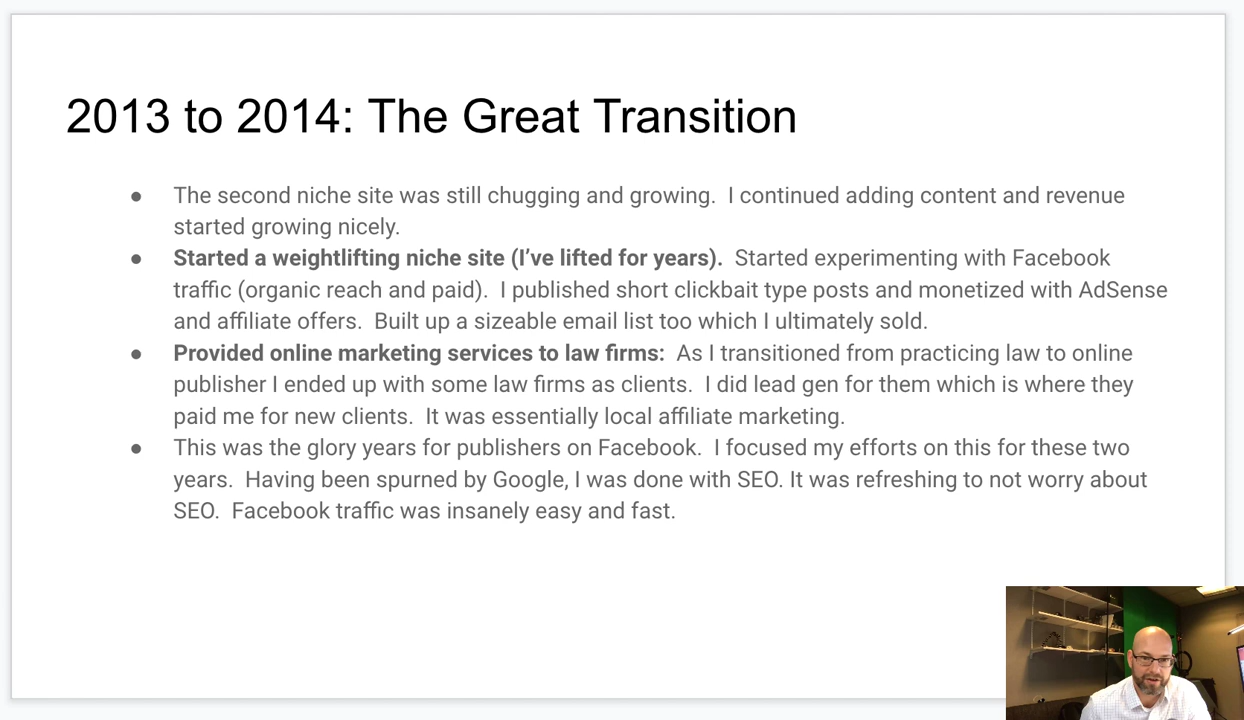 2013 to 2014: The Great Transition
● The second niche site was still chugging and growing.  I continued adding content and revenue
started growing nicely.
● Started a weightlifting niche site (I’ve lifted for years).  Started experimenting with Facebook
traffic (organic reach and paid).  I published short clickbait type posts and monetized with AdSense
and affiliate offers.  Built up a sizeable email list too which I ultimately sold.
● Provided online marketing services to law firms:  As I transitioned from practicing law to online
publisher I ended up with some law firms as clients.  I did lead gen for them which is where they
paid me for new clients.  It was essentially local affiliate marketing.
● This was the glory years for publishers on Facebook.  I focused my efforts on this for these two
years.  Having been spurned by Google, I was done with SEO. It was refreshing to not worry about
SEO.  Facebook traffic was insanely easy and fast.